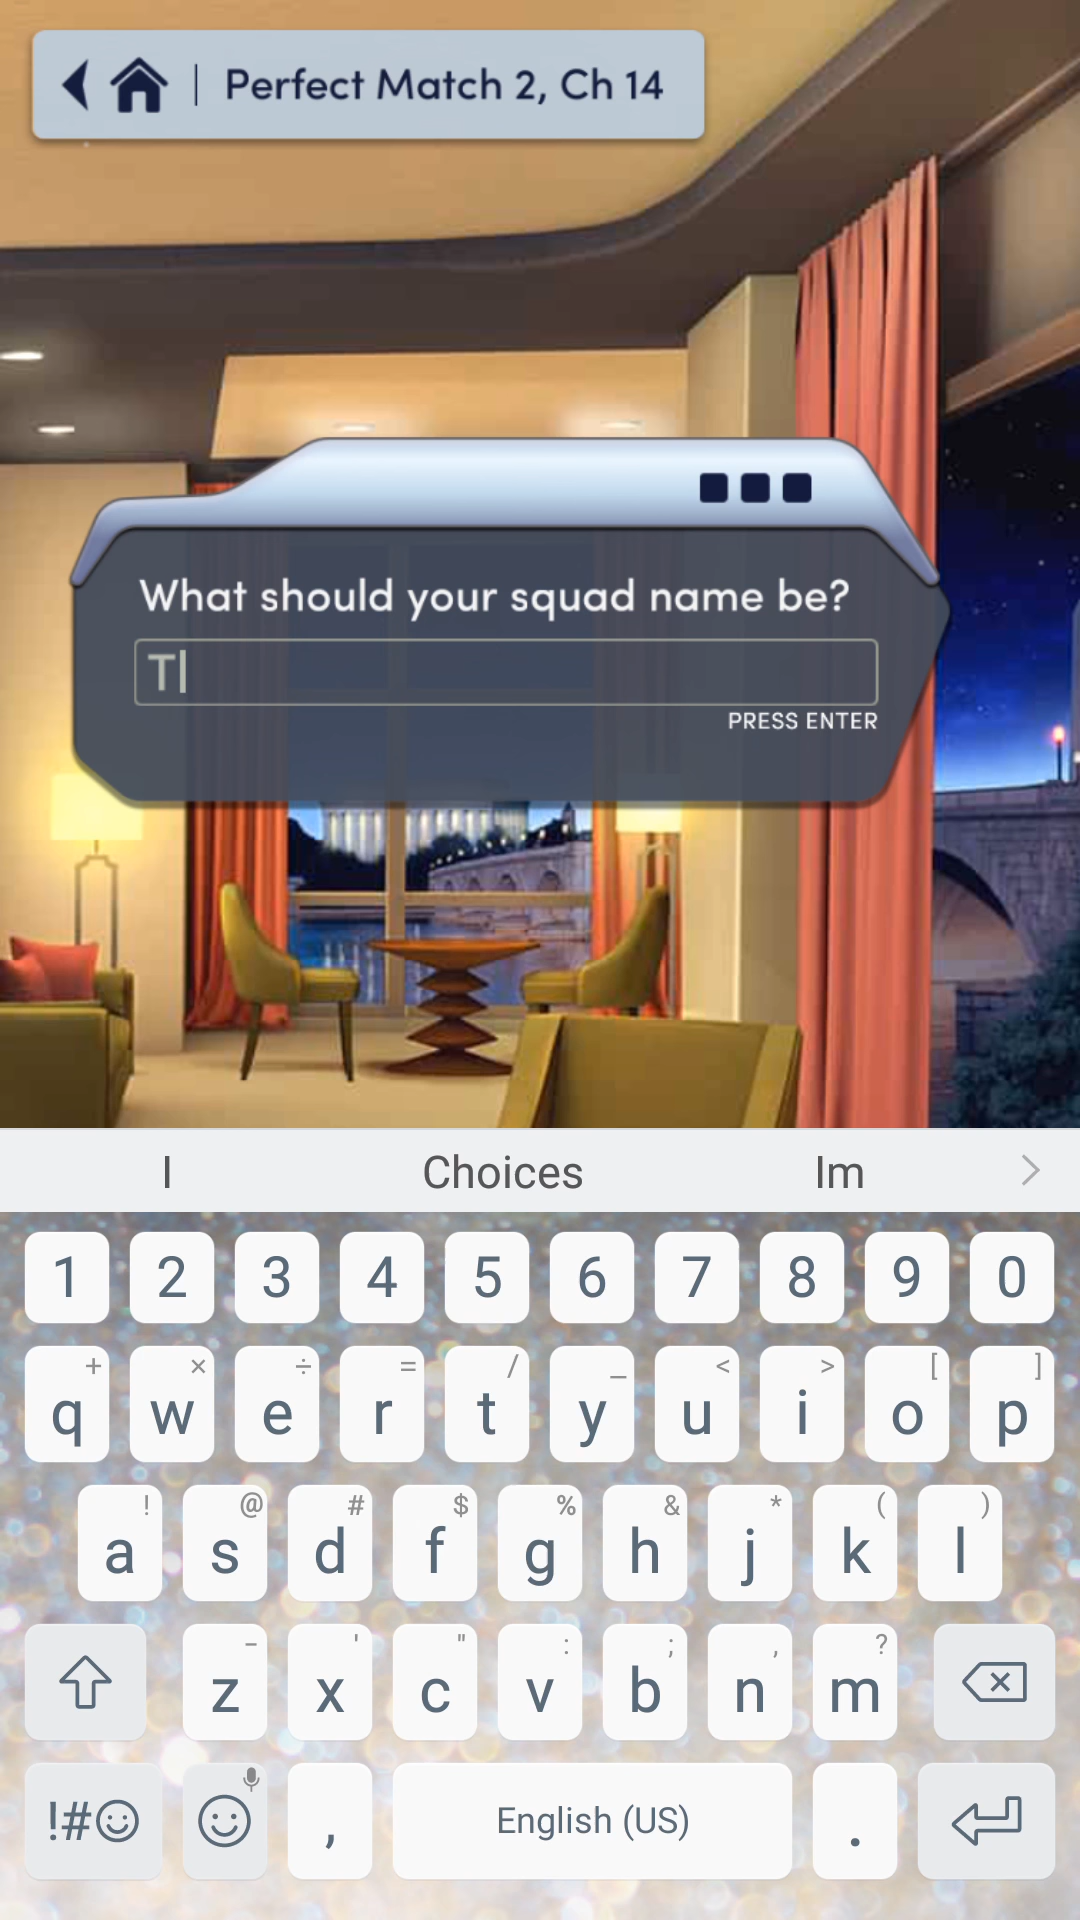 Perfect Match 2, Ch 14
What should your squad name be?
T
PRESS ENTER
I Choices Im
1 2 3 4 5 6 7 8 9 0
+ × ÷ = / _ < > [ ]
q w e r t y u i o p
! @ # $ % & * ( )
a s d f g h j k l
- ' " : ; , ?
z x c v b n m
!#☺ , English (US) .